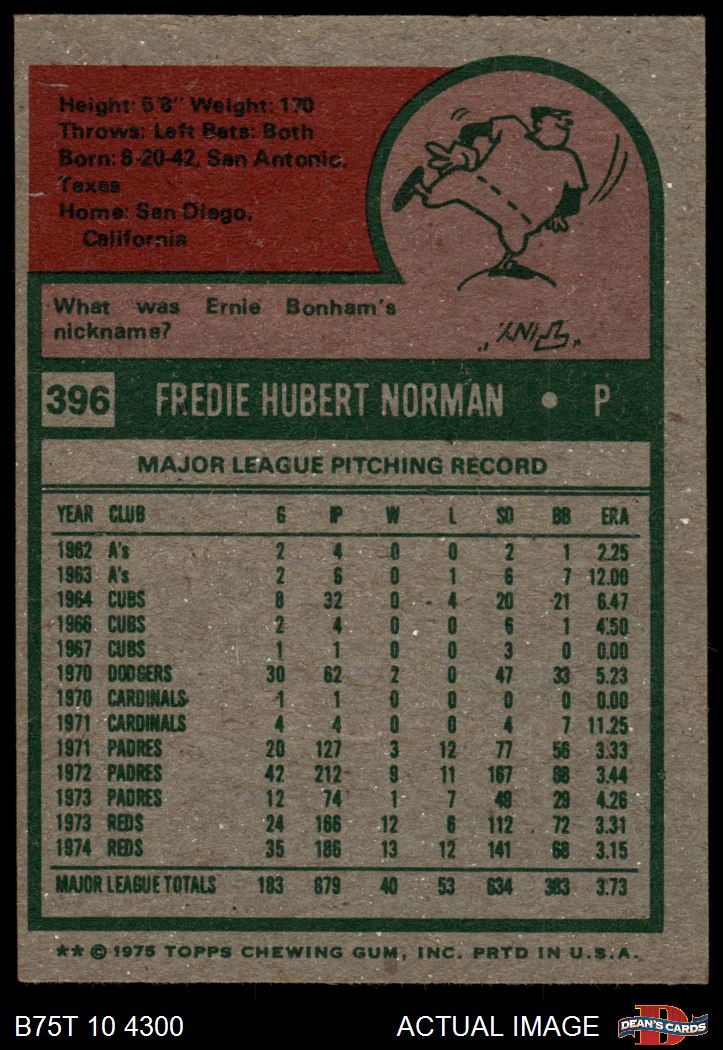 Height: 5'8" Weight: 170
Throws: Left Bats: Both
Born: 8-20-42, San Antonio,
Texas
Home: San Diego,
California
What was Ernie Bonham's
nickname?
"TINY."
396 FREDIE HUBERT NORMAN • P
MAJOR LEAGUE PITCHING RECORD
YEAR CLUB G IP W L SO BB ERA
1962 A's 2 4 0 0 2 1 2.25
1963 A's 2 6 0 1 6 7 12.00
1964 CUBS 8 32 0 4 20 21 6.47
1966 CUBS 2 4 0 0 6 1 4.50
1967 CUBS 1 1 0 0 3 0 0.00
1970 DODGERS 30 62 2 0 47 33 5.23
1970 CARDINALS 1 1 0 0 0 0 0.00
1971 CARDINALS 4 4 0 0 4 7 11.25
1971 PADRES 20 127 3 12 77 56 3.33
1972 PADRES 42 212 9 11 167 88 3.44
1973 PADRES 12 74 1 7 49 29 4.26
1973 REDS 24 166 12 6 112 72 3.31
1974 REDS 35 186 13 12 141 68 3.15
MAJOR LEAGUE TOTALS 183 879 40 53 634 383 3.73
** © 1975 TOPPS CHEWING GUM, INC. PRTD IN U.S.A.
B75T 10 4300 ACTUAL IMAGE
D
DEAN'S CARDS